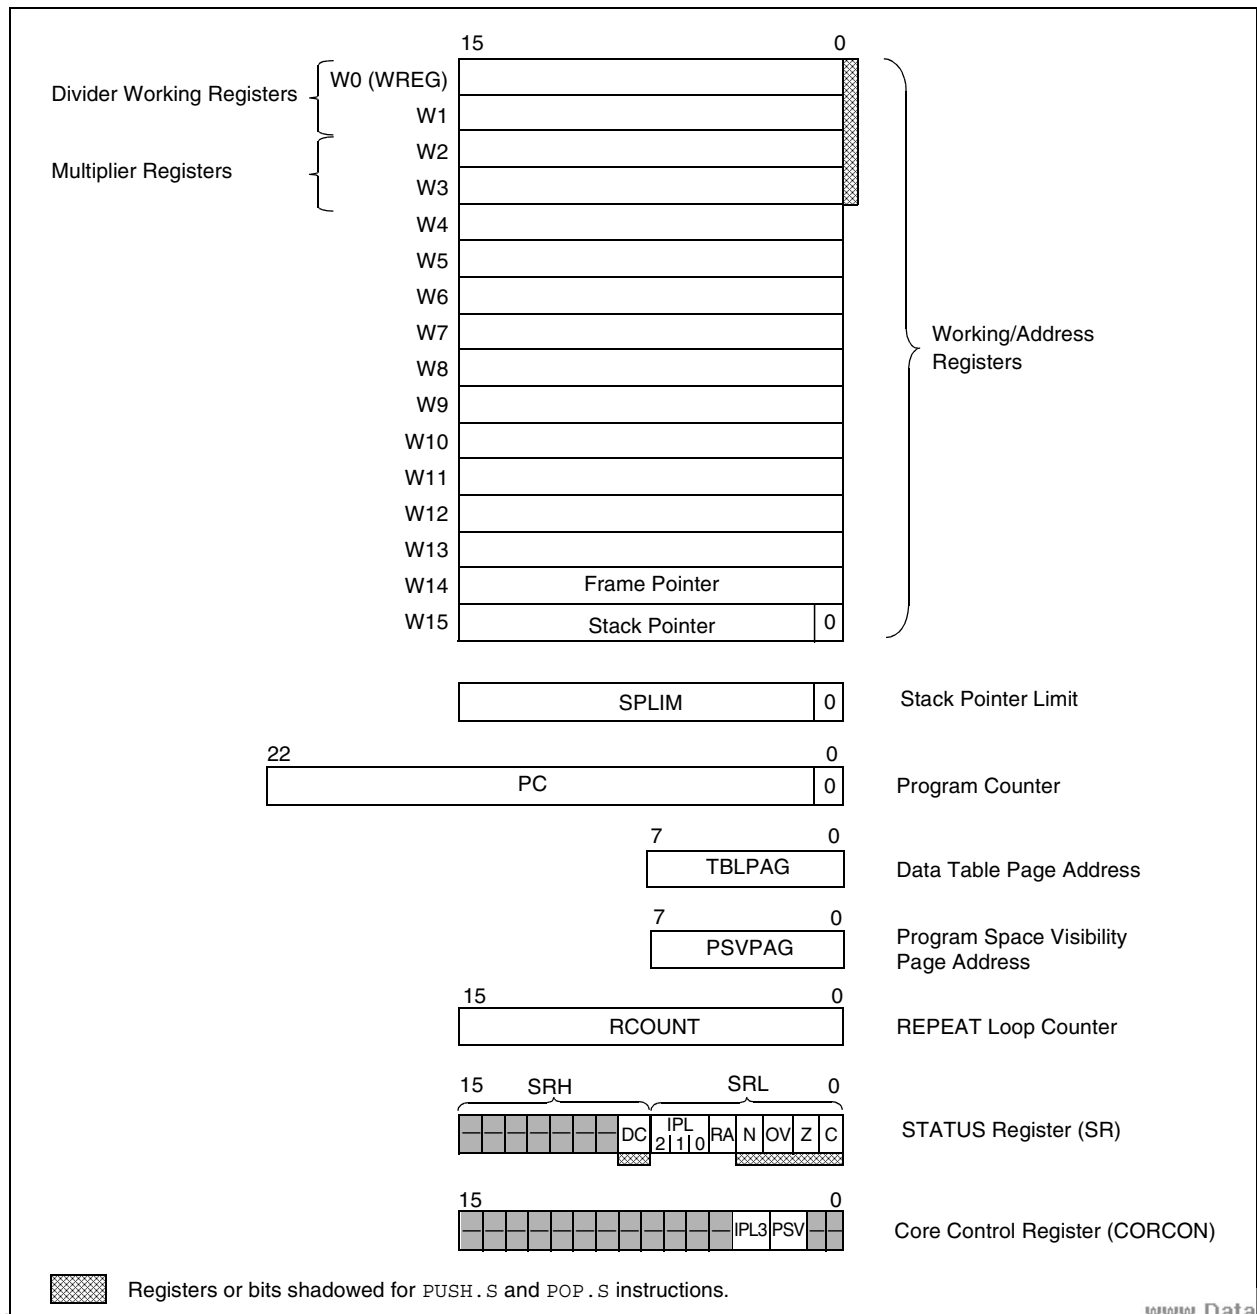 15 0
Divider Working Registers
W0 (WREG)
W1
Multiplier Registers
W2
W3
W4
W5
W6
W7
W8
W9
W10
W11
W12
W13
W14 Frame Pointer
W15 Stack Pointer 0
Working/Address
Registers
SPLIM 0 Stack Pointer Limit
22 0
PC 0 Program Counter
7 0
TBLPAG Data Table Page Address
7 0
PSVPAG Program Space Visibility
Page Address
15 0
RCOUNT REPEAT Loop Counter
15 SRH SRL 0
— — — — — — — DC IPL 2 1 0 RA N OV Z C STATUS Register (SR)
15 0
— — — — — — — — — — — — IPL3 PSV — — Core Control Register (CORCON)
Registers or bits shadowed for PUSH.S and POP.S instructions.
www.Data